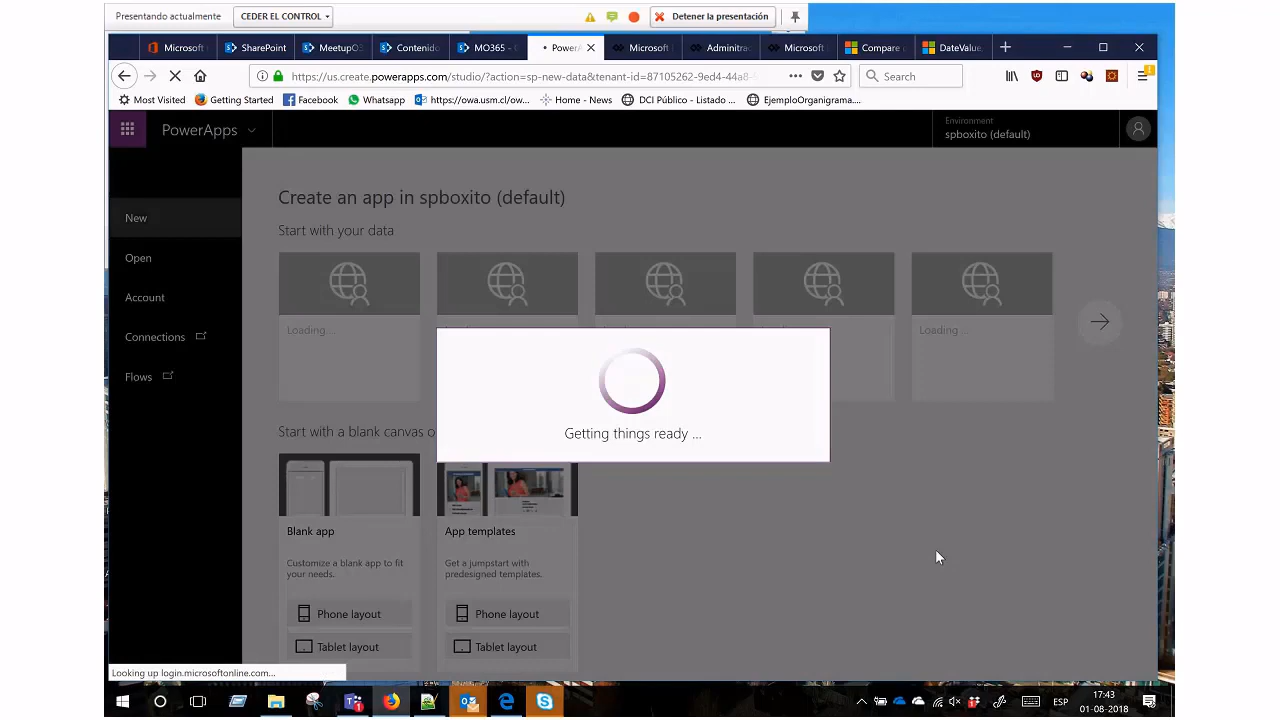 Presentando actualmente
CEDER EL CONTROL
Detener la presentación
Microsoft
SharePoint
MeetupO3
Contenido
MO365 -
Power
Microsoft
Adminitrac
Microsoft
Compare
DateValue,
https://us.create.powerapps.com/studio/?action=sp-new-data&tenant-id=87105262-9ed4-44a8-
Search
Most Visited
Getting Started
Facebook
Whatsapp
https://owa.usm.cl/ow...
Home - News
DCI Público - Listado ...
EjemploOrganigrama....
PowerApps
Environment
spboxito (default)
Create an app in spboxito (default)
Start with your data
New
Open
Account
Connections
Flows
Loading ...
Loading ...
Getting things ready ...
Start with a blank canvas o
Blank app
Customize a blank app to fit
your needs.
Phone layout
Tablet layout
App templates
Get a jumpstart with
predesigned templates.
Phone layout
Tablet layout
Looking up login.microsoftonline.com...
ESP
17:43
01-08-2018